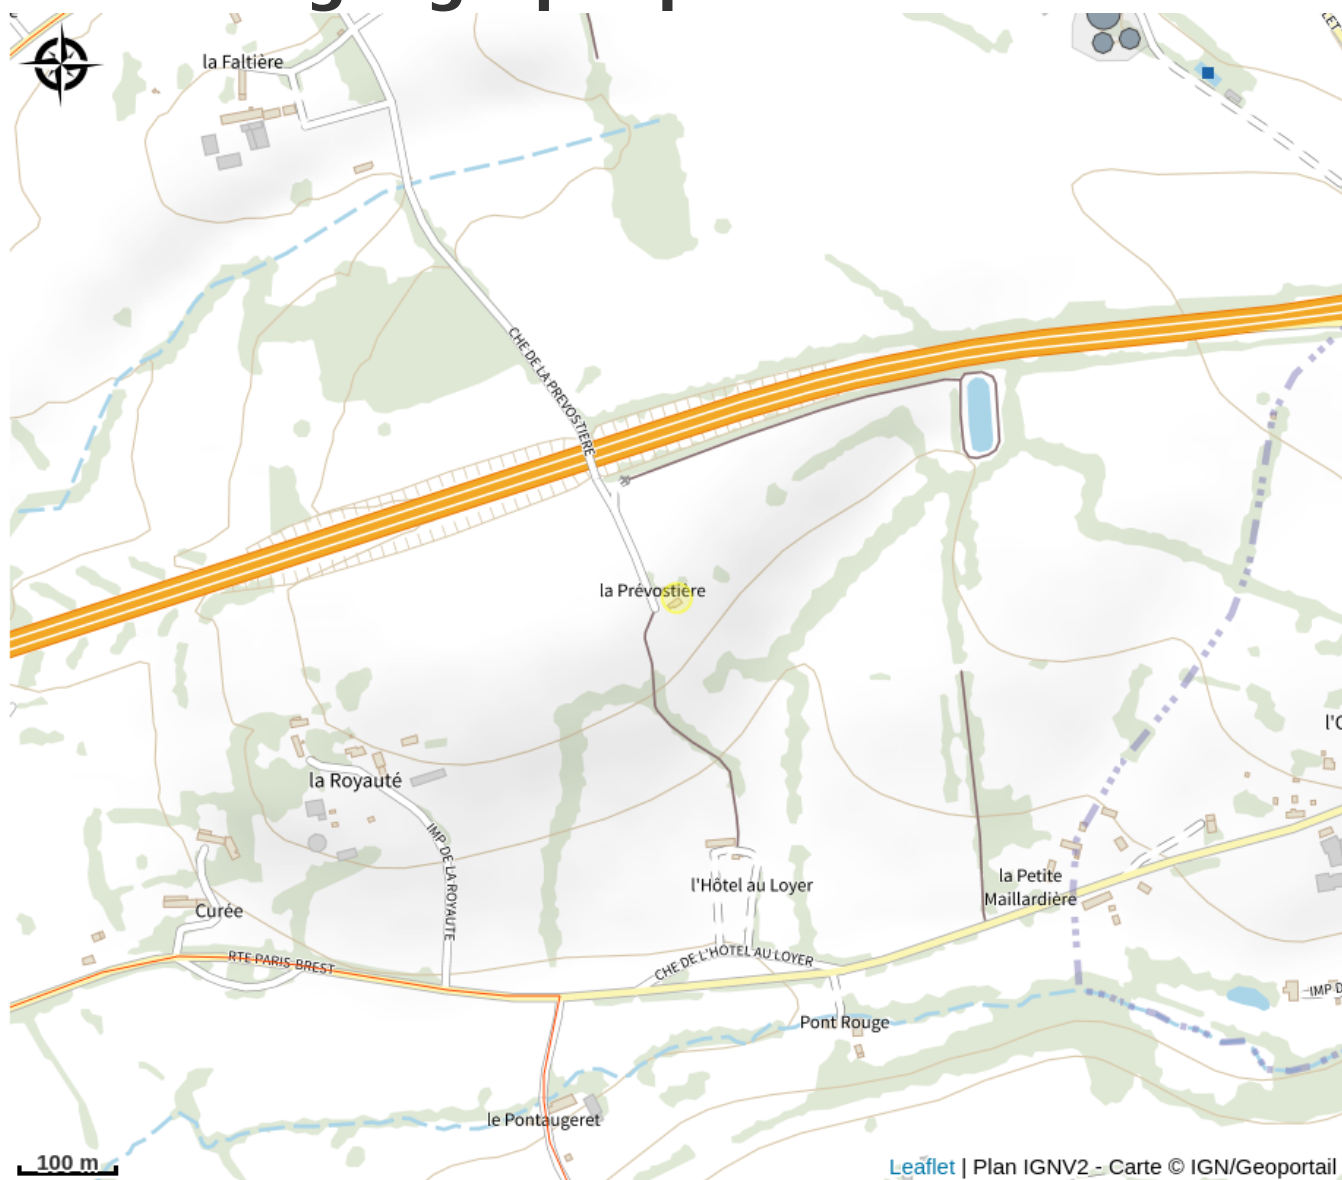 la Faltière
CHE DE LA PREVOSTIERE
la Prévostière
la Royauté
IMP DE LA ROYAUTE
Curée
RTE PARIS-BREST
l'Hôtel au Loyer
CHE DE L'HOTEL AU LOYER
la Petite
Maillardière
Pont Rouge
IMP D
le Pontaugeret
100 m
Leaflet | Plan IGNV2 - Carte © IGN/Geoportail